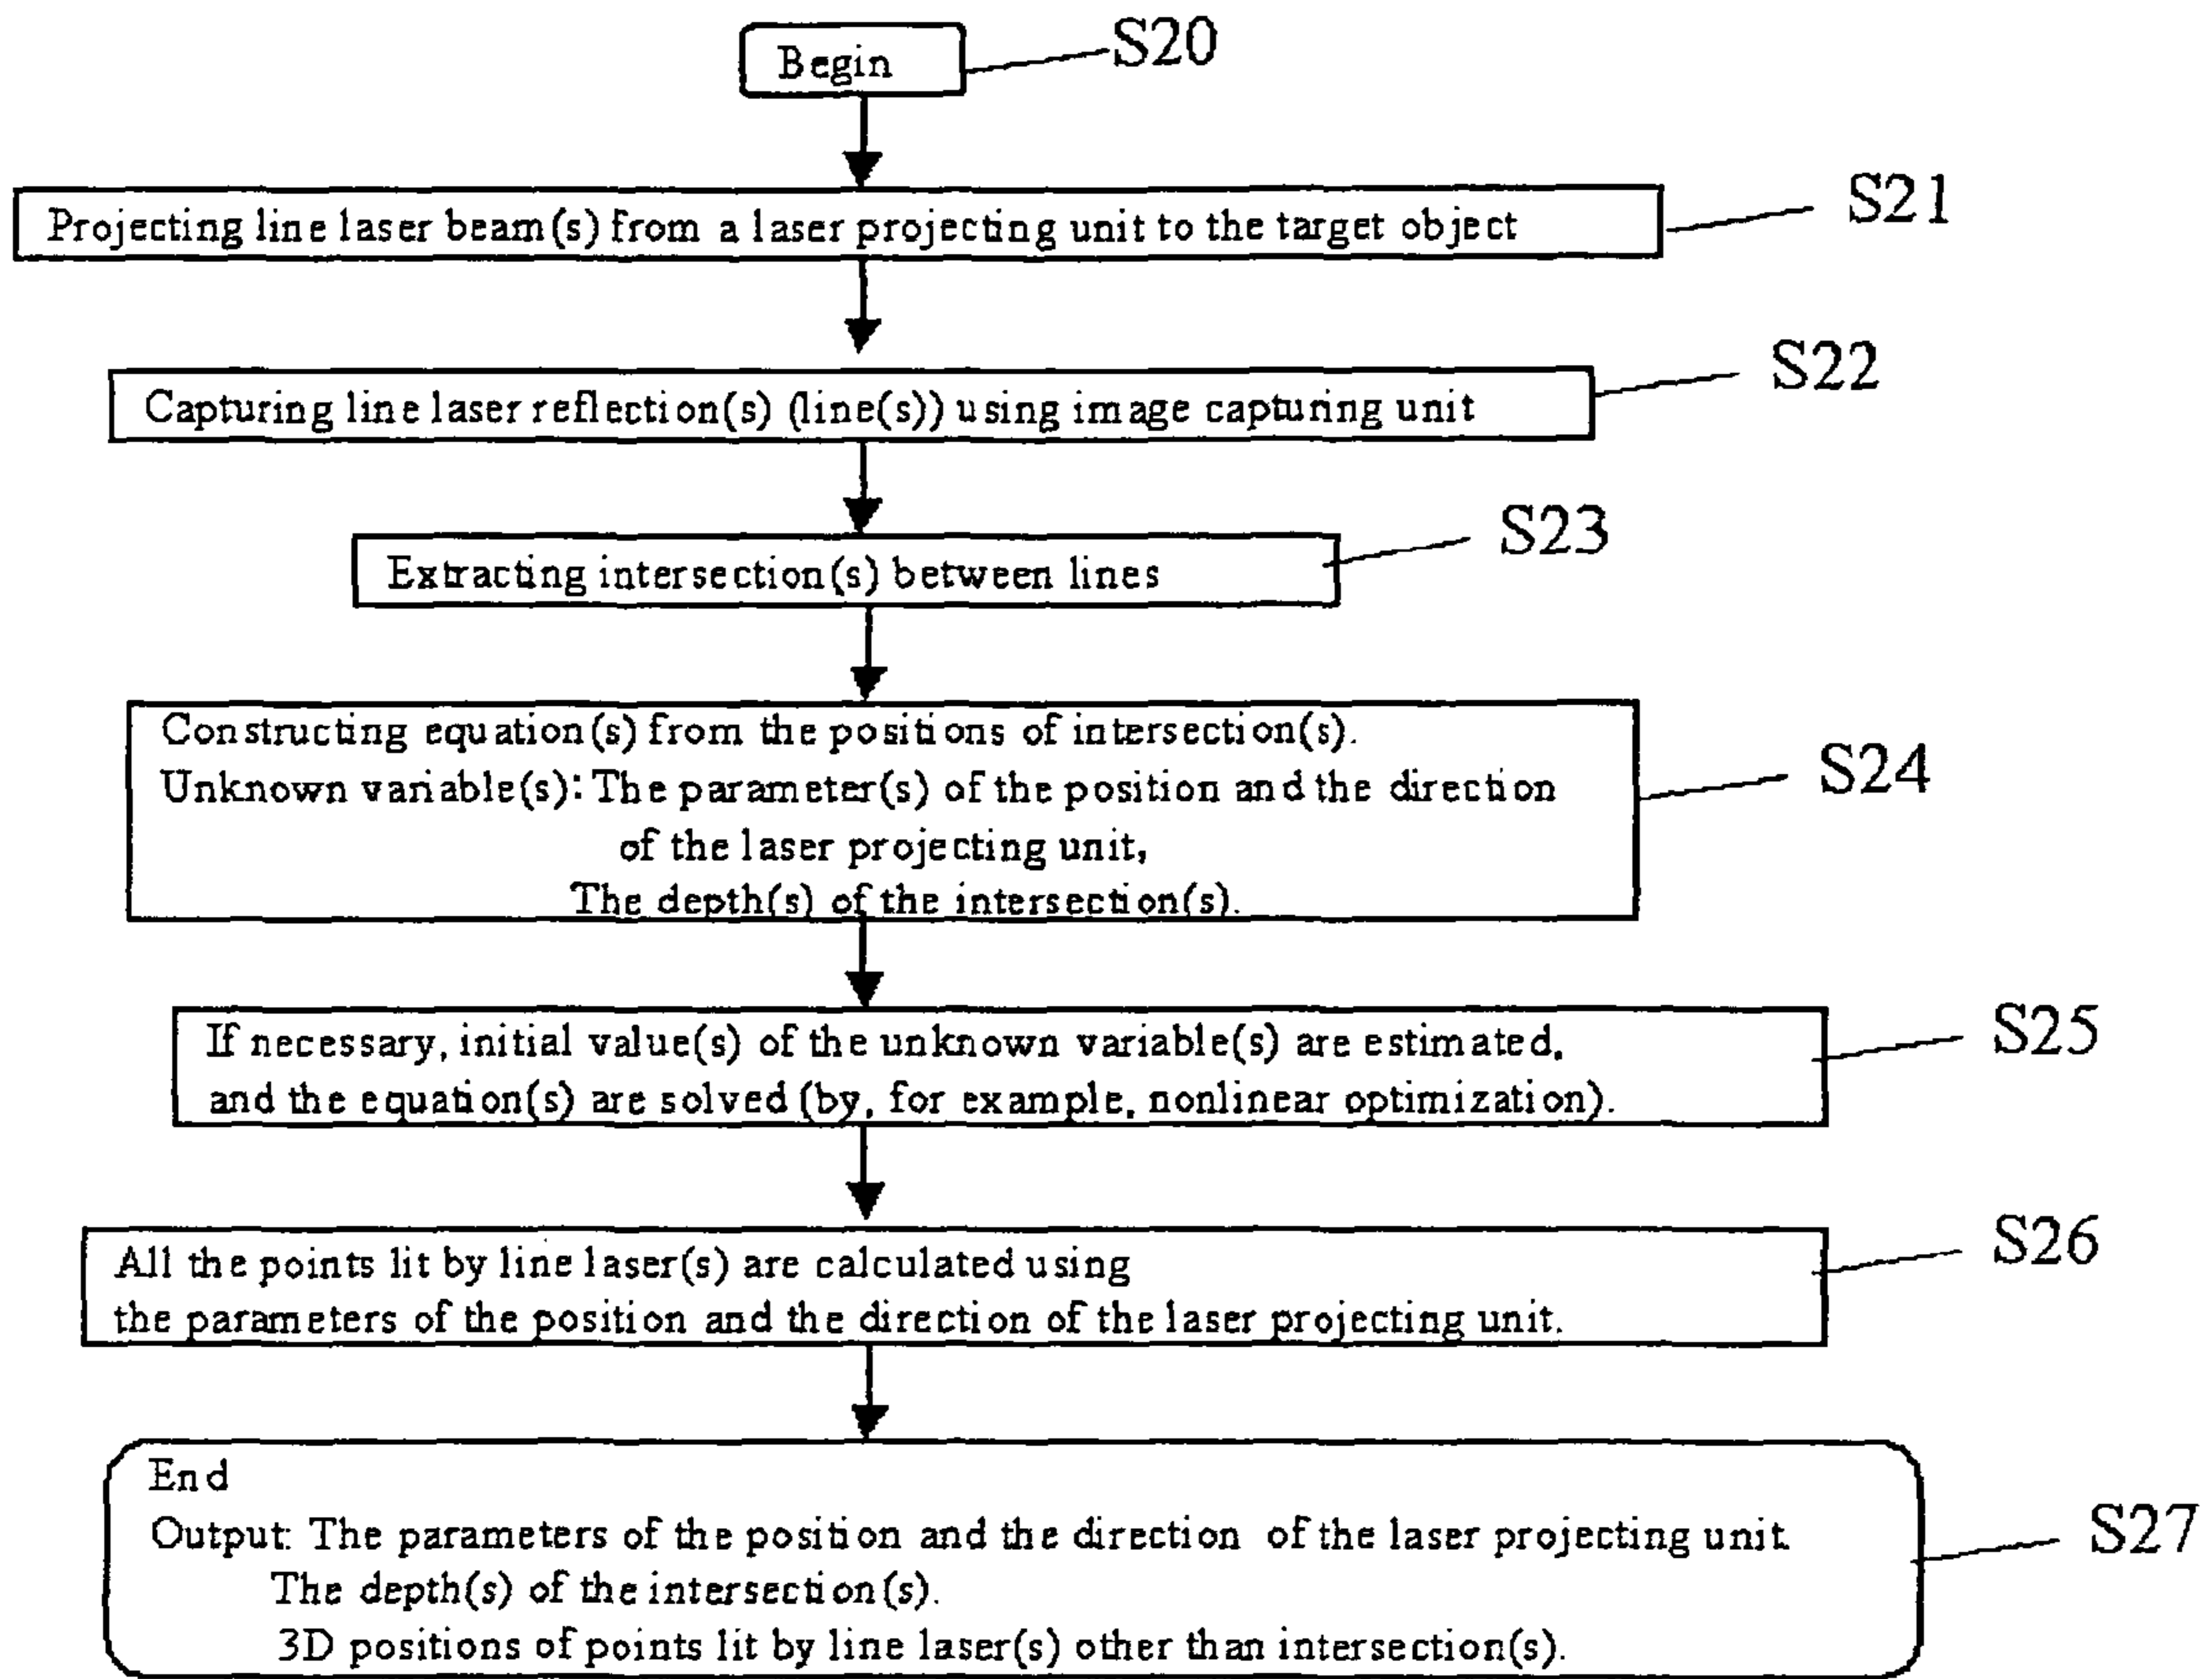 Begin
S20
Projecting line laser beam(s) from a laser projecting unit to the target object
S21
Capturing line laser reflection(s) (line(s)) using image capturing unit
S22
Extracting intersection(s) between lines
S23
Constructing equation(s) from the positions of intersection(s).
Unknown variable(s): The parameter(s) of the position and the direction
of the laser projecting unit,
The depth(s) of the intersection(s).
S24
If necessary, initial value(s) of the unknown variable(s) are estimated,
and the equation(s) are solved (by, for example, nonlinear optimization).
S25
All the points lit by line laser(s) are calculated using
the parameters of the position and the direction of the laser projecting unit.
S26
End
Output: The parameters of the position and the direction of the laser projecting unit
The depth(s) of the intersection(s).
3D positions of points lit by line laser(s) other than intersection(s).
S27